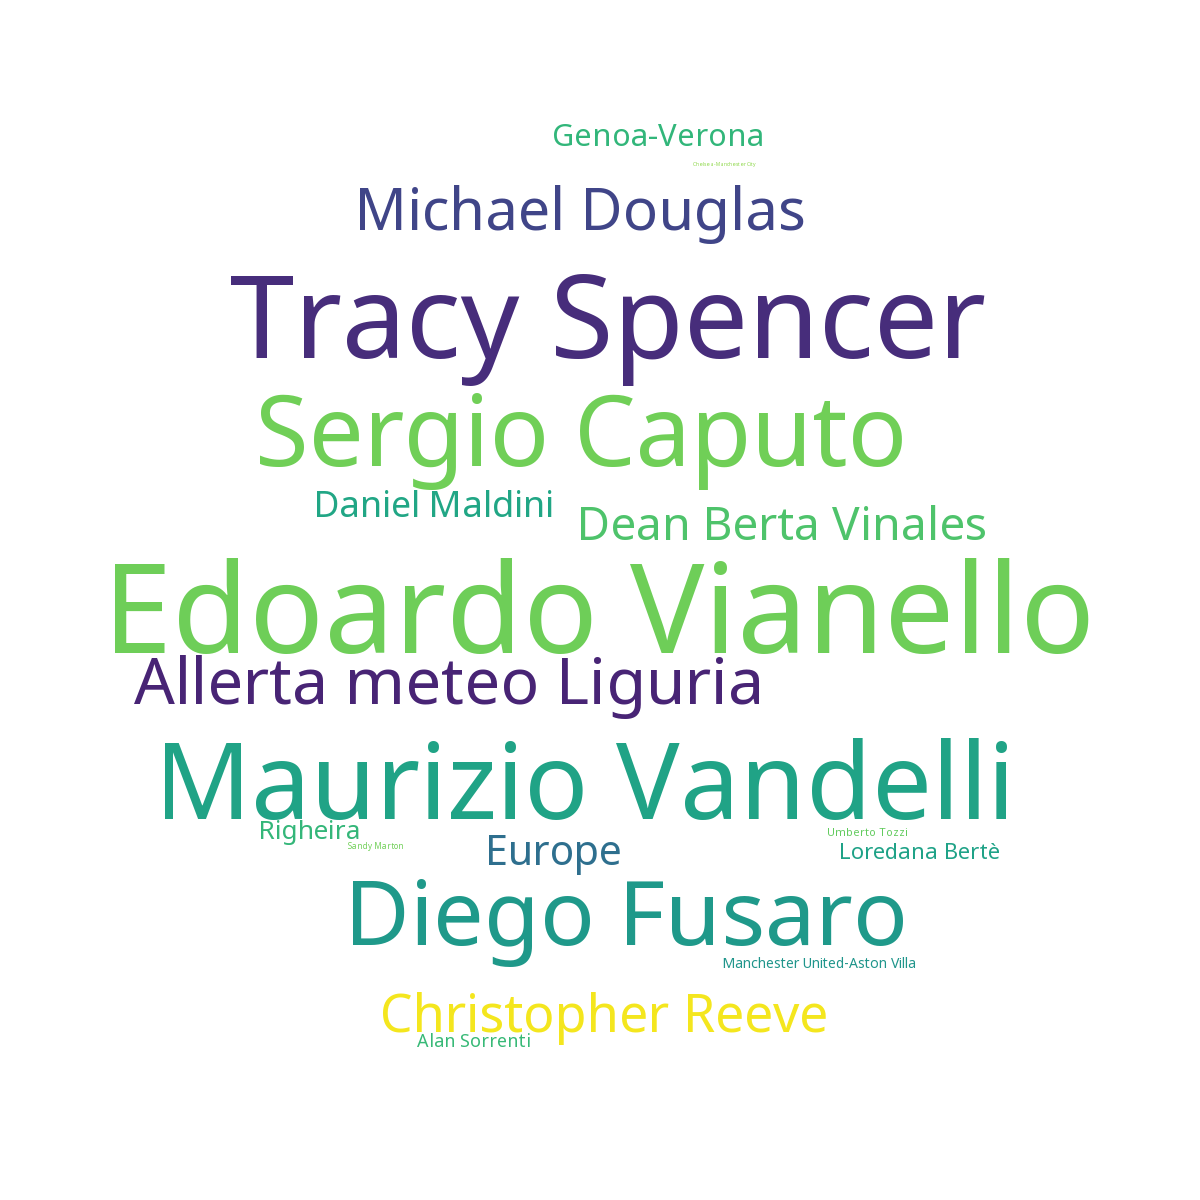 Genoa-Verona
Chelsea-Manchester City
Michael Douglas
Tracy Spencer
Sergio Caputo
Daniel Maldini
Dean Berta Vinales
Edoardo Vianello
Allerta meteo Liguria
Maurizio Vandelli
Righeira
Umberto Tozzi
Sandy Marton
Europe
Loredana Bertè
Diego Fusaro
Manchester United-Aston Villa
Christopher Reeve
Alan Sorrenti